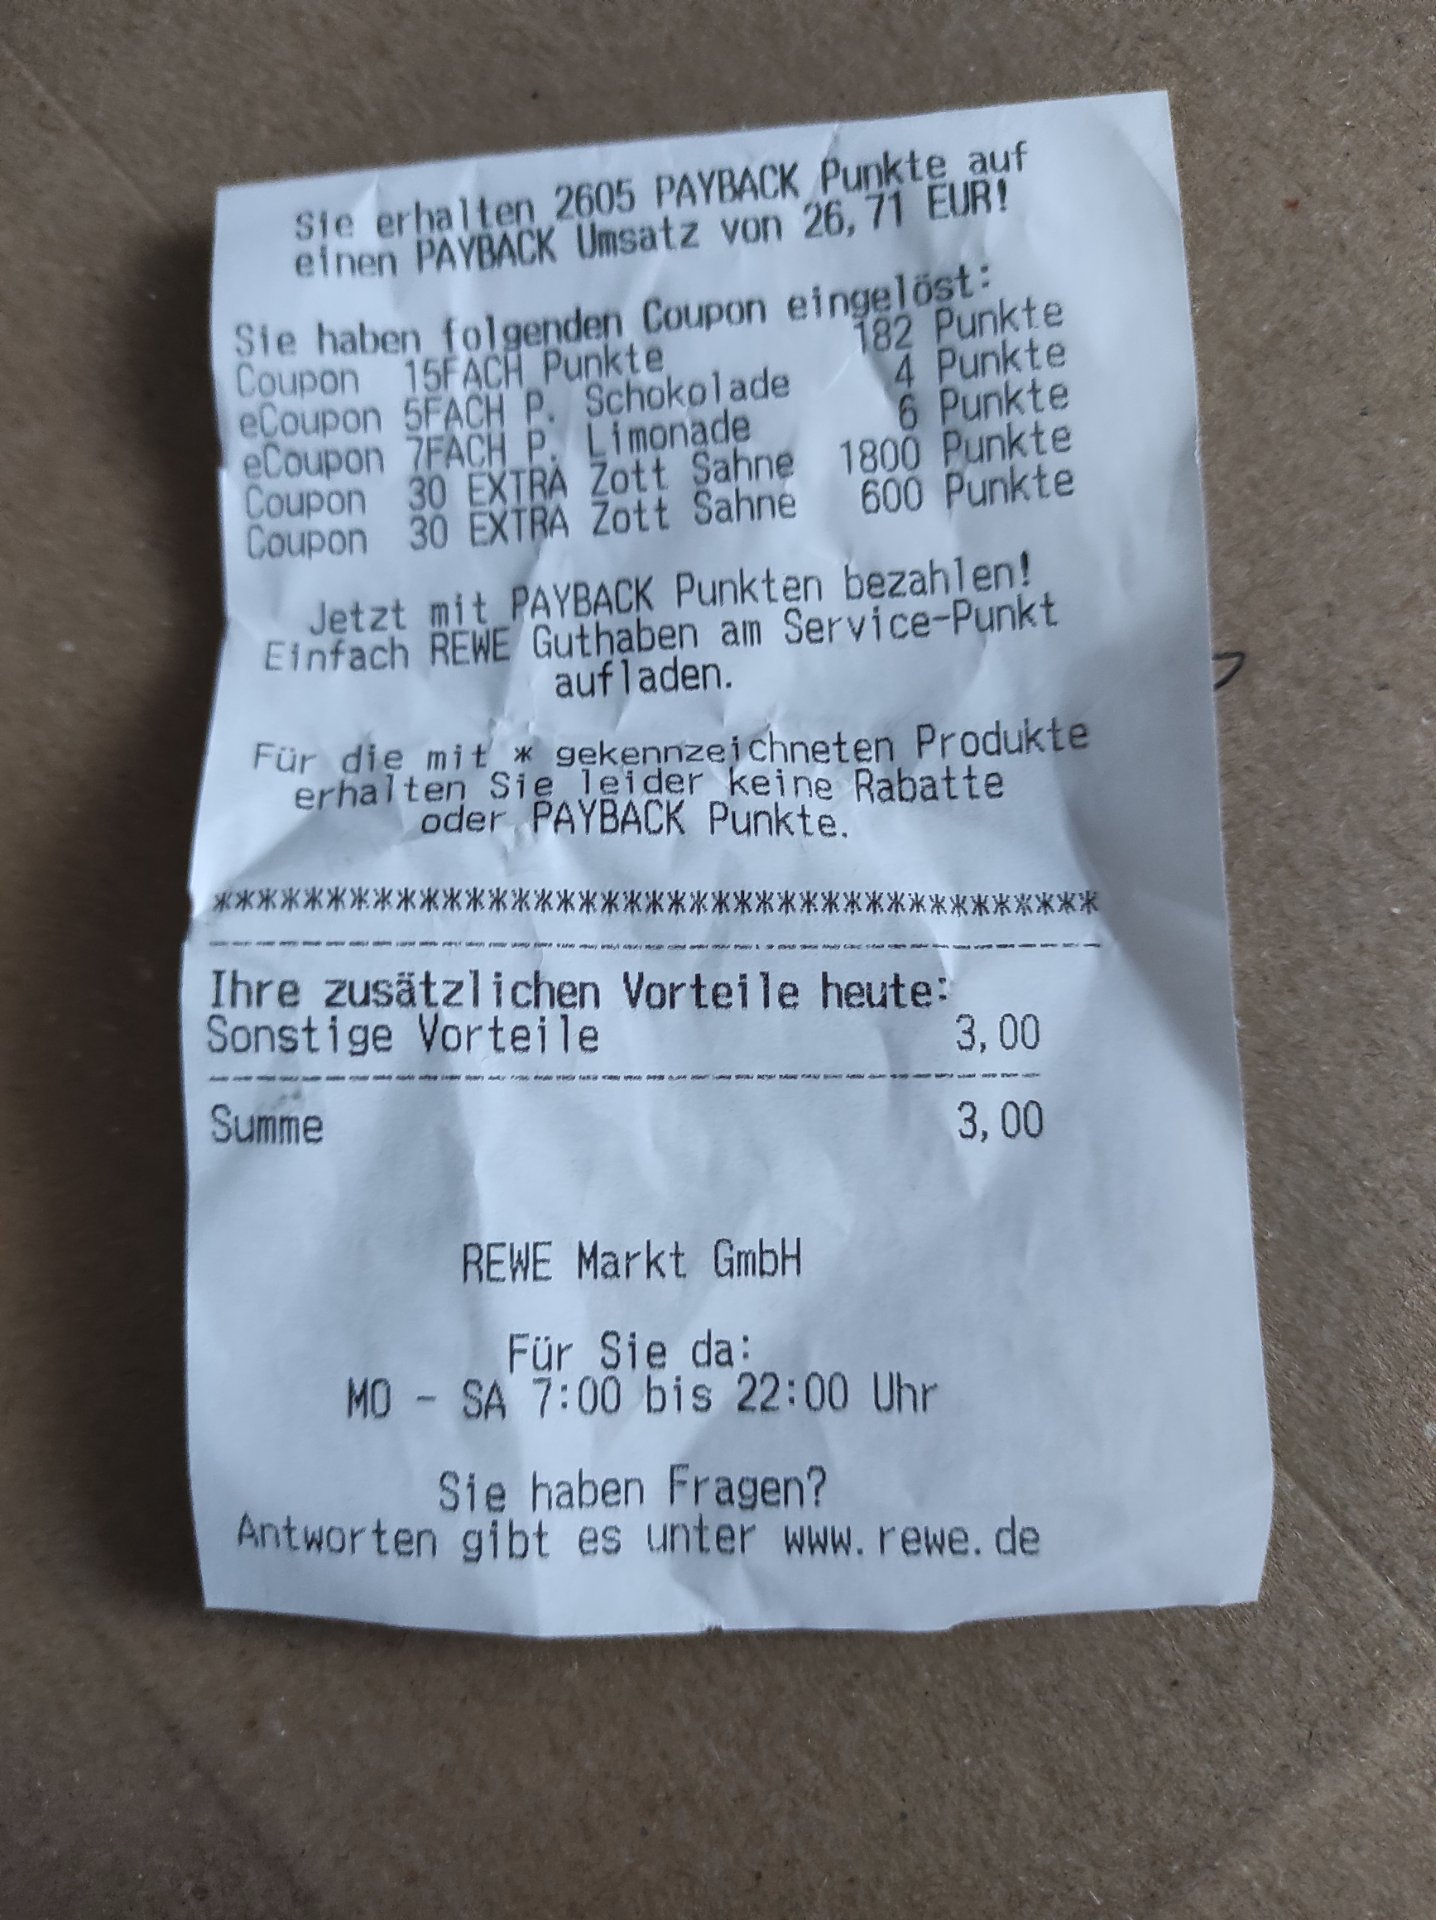 Sie erhalten 2605 PAYBACK Punkte auf
einen PAYBACK Umsatz von 26,71 EUR!
Sie haben folgenden Coupon eingelöst:
Coupon 15FACH Punkte 182 Punkte
eCoupon 5FACH P. Schokolade 4 Punkte
eCoupon 7FACH P. Limonade 6 Punkte
Coupon 30 EXTRA Zott Sahne 1800 Punkte
Coupon 30 EXTRA Zott Sahne 600 Punkte
Jetzt mit PAYBACK Punkten bezahlen!
Einfach REWE Guthaben am Service-Punkt
aufladen.
Für die mit * gekennzeichneten Produkte
erhalten Sie leider keine Rabatte
oder PAYBACK Punkte.
****************************************
Ihre zusätzlichen Vorteile heute:
Sonstige Vorteile 3,00
Summe 3,00
REWE Markt GmbH
Für Sie da:
MO - SA 7:00 bis 22:00 Uhr
Sie haben Fragen?
Antworten gibt es unter www.rewe.de